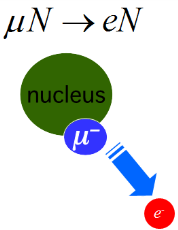 μN → eN
nucleus
μ⁻
e⁻